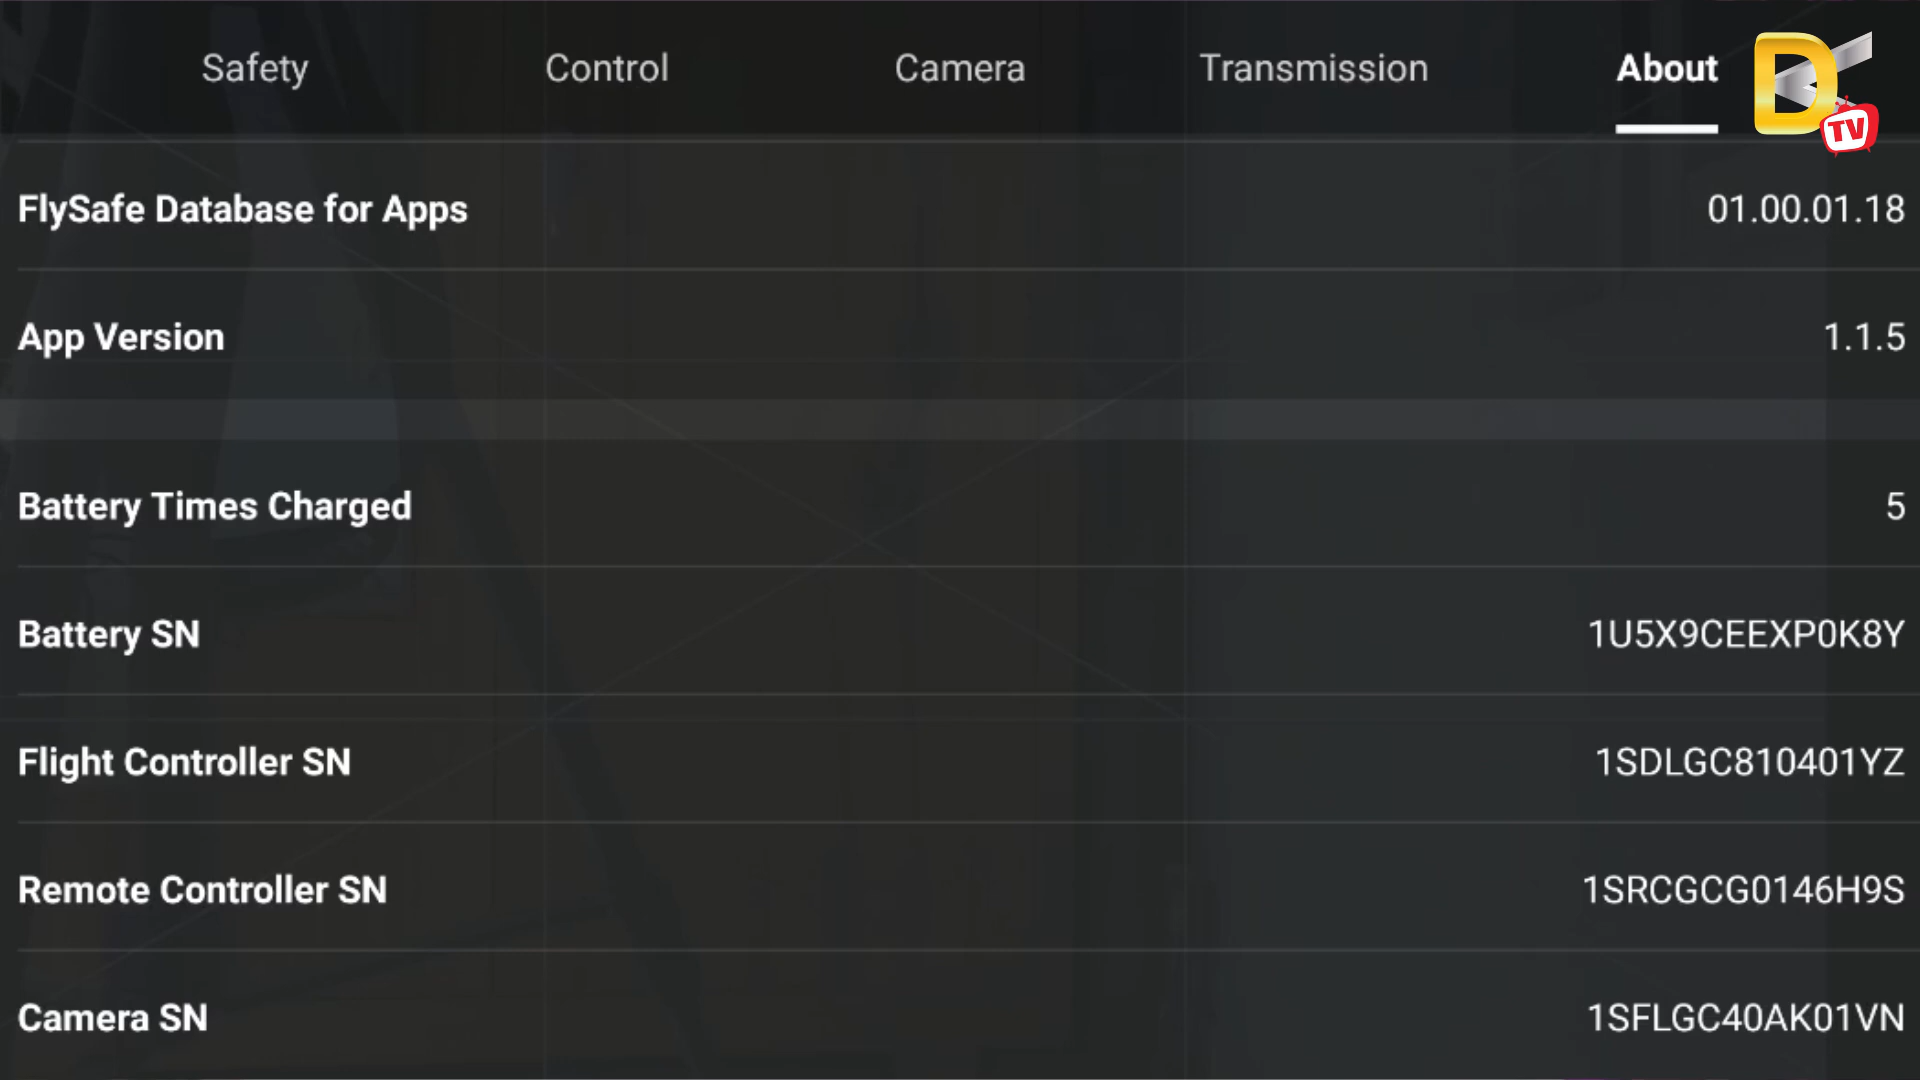 Safety Control Camera Transmission About
D
TV
FlySafe Database for Apps 01.00.01.18
App Version 1.1.5
Battery Times Charged 5
Battery SN 1U5X9CEEXP0K8Y
Flight Controller SN 1SDLGC810401YZ
Remote Controller SN 1SRCGCG0146H9S
Camera SN 1SFLGC40AK01VN